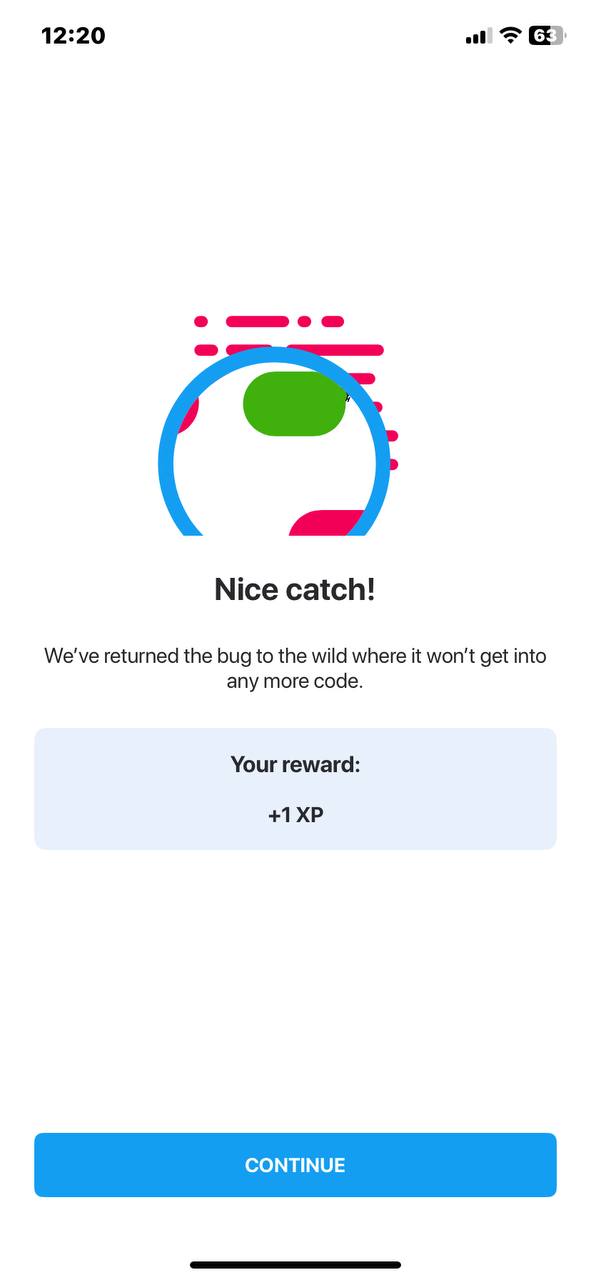 12:20
63
Nice catch!
We’ve returned the bug to the wild where it won’t get into
any more code.
Your reward:
+1 XP
CONTINUE